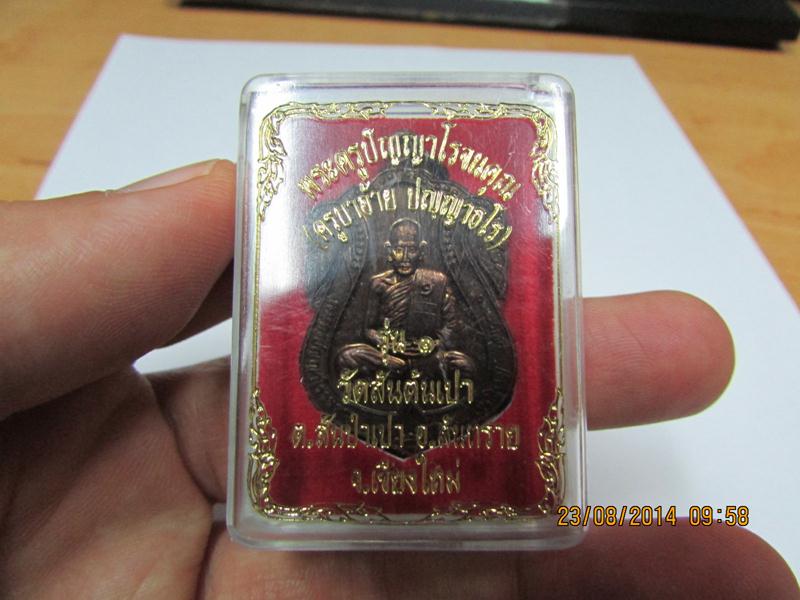 พระครูปัญญาโรจนคุณ
(ครูบาอ้าย ปญฺญาธโร)
รุ่น ๑
วัดสันต้นเปา
ต.สันป่าเปา อ.สันทราย
จ.เชียงใหม่
23/08/2014 09:58